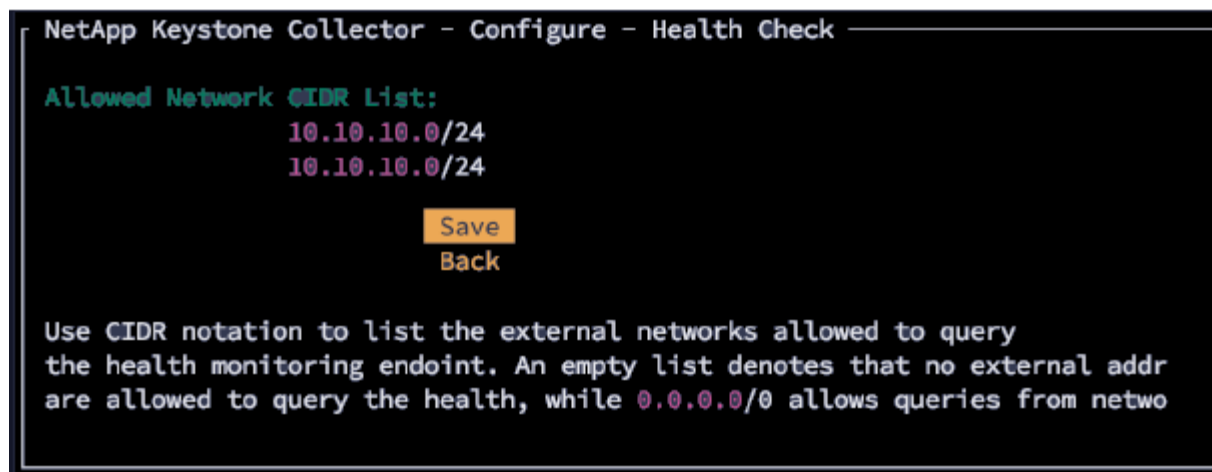 NetApp Keystone Collector - Configure - Health Check
Allowed Network CIDR List:
10.10.10.0/24
10.10.10.0/24
Save
Back
Use CIDR notation to list the external networks allowed to query
the health monitoring endoint. An empty list denotes that no external addr
are allowed to query the health, while 0.0.0.0/0 allows queries from netwo